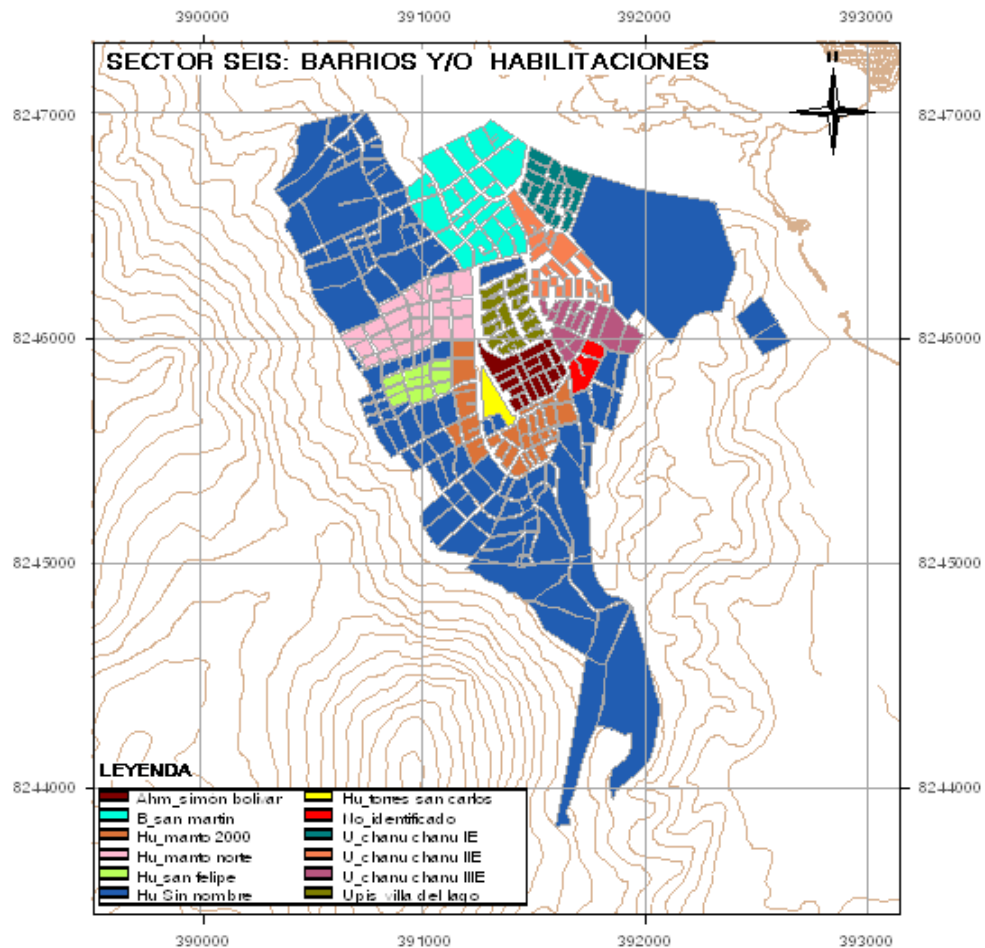 390000 391000 392000 393000
SECTOR SEIS: BARRIOS Y/O HABILITACIONES
8247000 8247000
8246000 8246000
8245000 8245000
8244000 8244000
LEYENDA
Ahm_simon bolivar
B_san martin
Hu_manto 2000
Hu_manto norte
Hu_san felipe
Hu_Sin nombre
Hu_torres san carlos
No_identificado
U_chanu chanu IE
U_chanu chanu IIE
U_chanu chanu IIIE
Upis_villa del lago
390000 391000 392000 393000